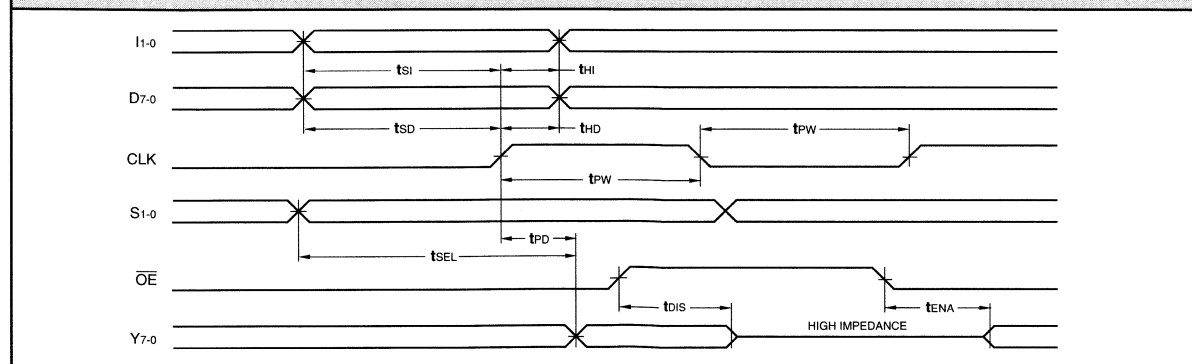 I1-0
tSI
tHI
D7-0
tSD
tHD
tPW
CLK
tPW
S1-0
tPD
tSEL
OE
tDIS
tENA
HIGH IMPEDANCE
Y7-0